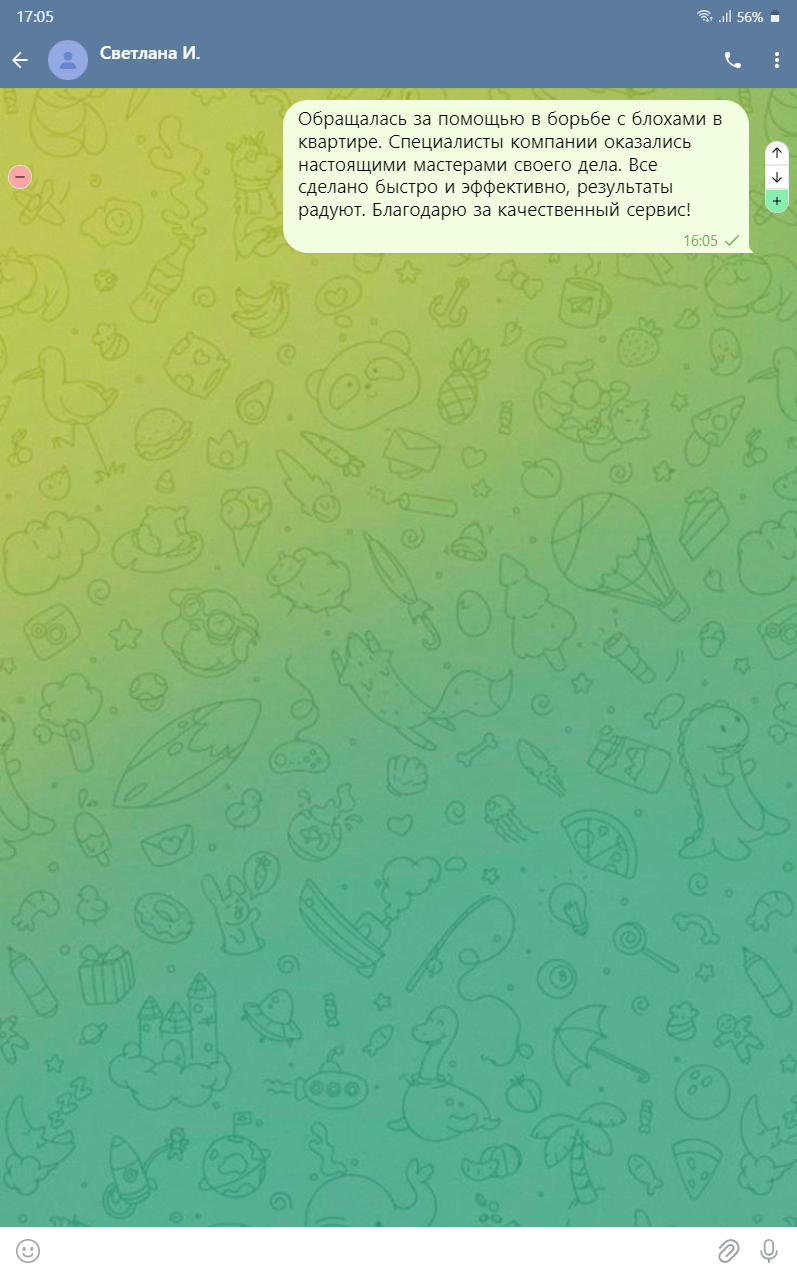 17:05
56%
Светлана И.
Обращалась за помощью в борьбе с блохами в
квартире. Специалисты компании оказались
настоящими мастерами своего дела. Все
сделано быстро и эффективно, результаты
радуют. Благодарю за качественный сервис!
16:05